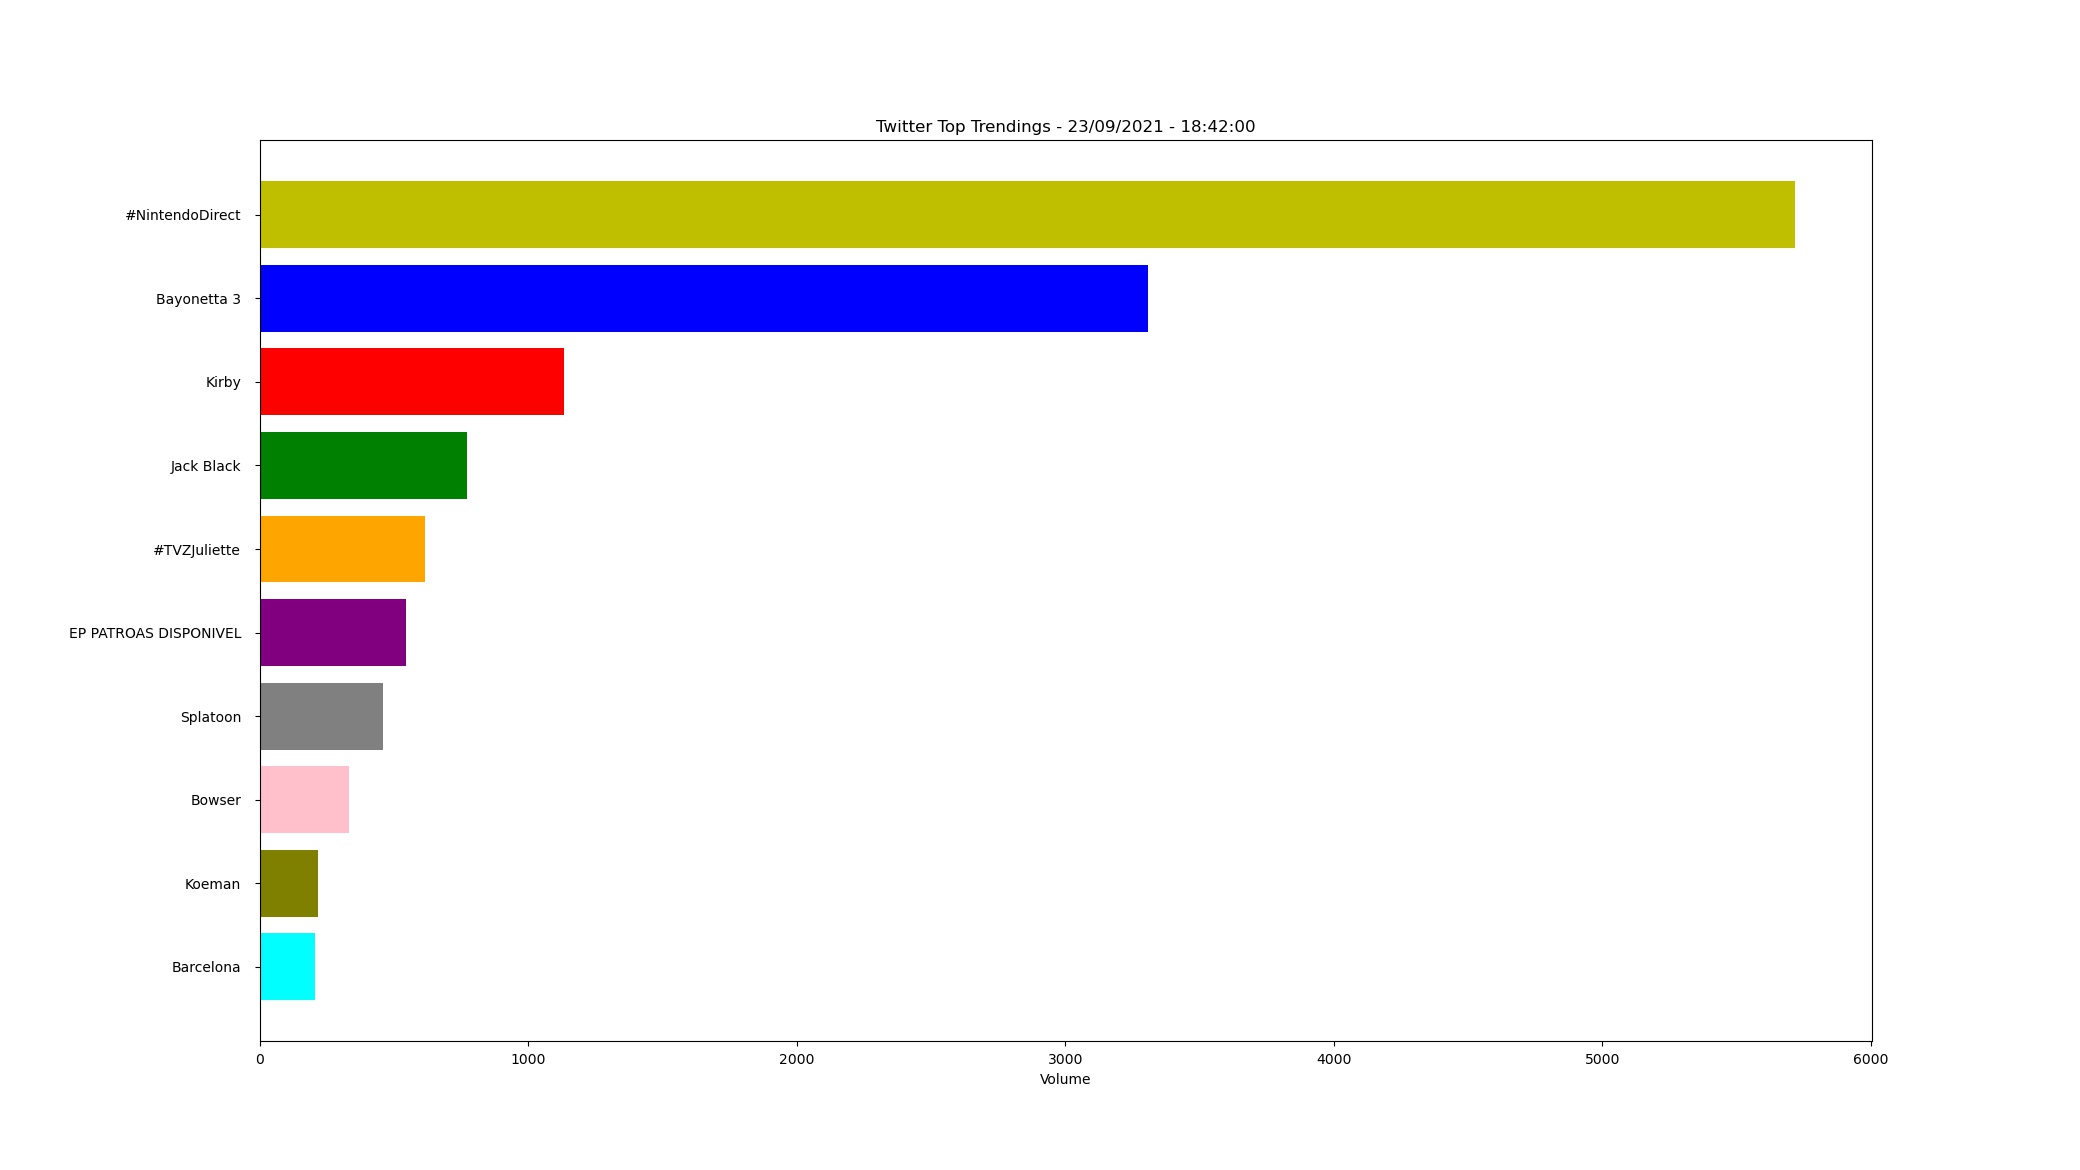 Twitter Top Trendings - 23/09/2021 - 18:42:00
#NintendoDirect
Bayonetta 3
Kirby
Jack Black
#TVZJuliette
EP PATROAS DISPONIVEL
Splatoon
Bowser
Koeman
Barcelona
0 1000 2000 3000 4000 5000 6000
Volume